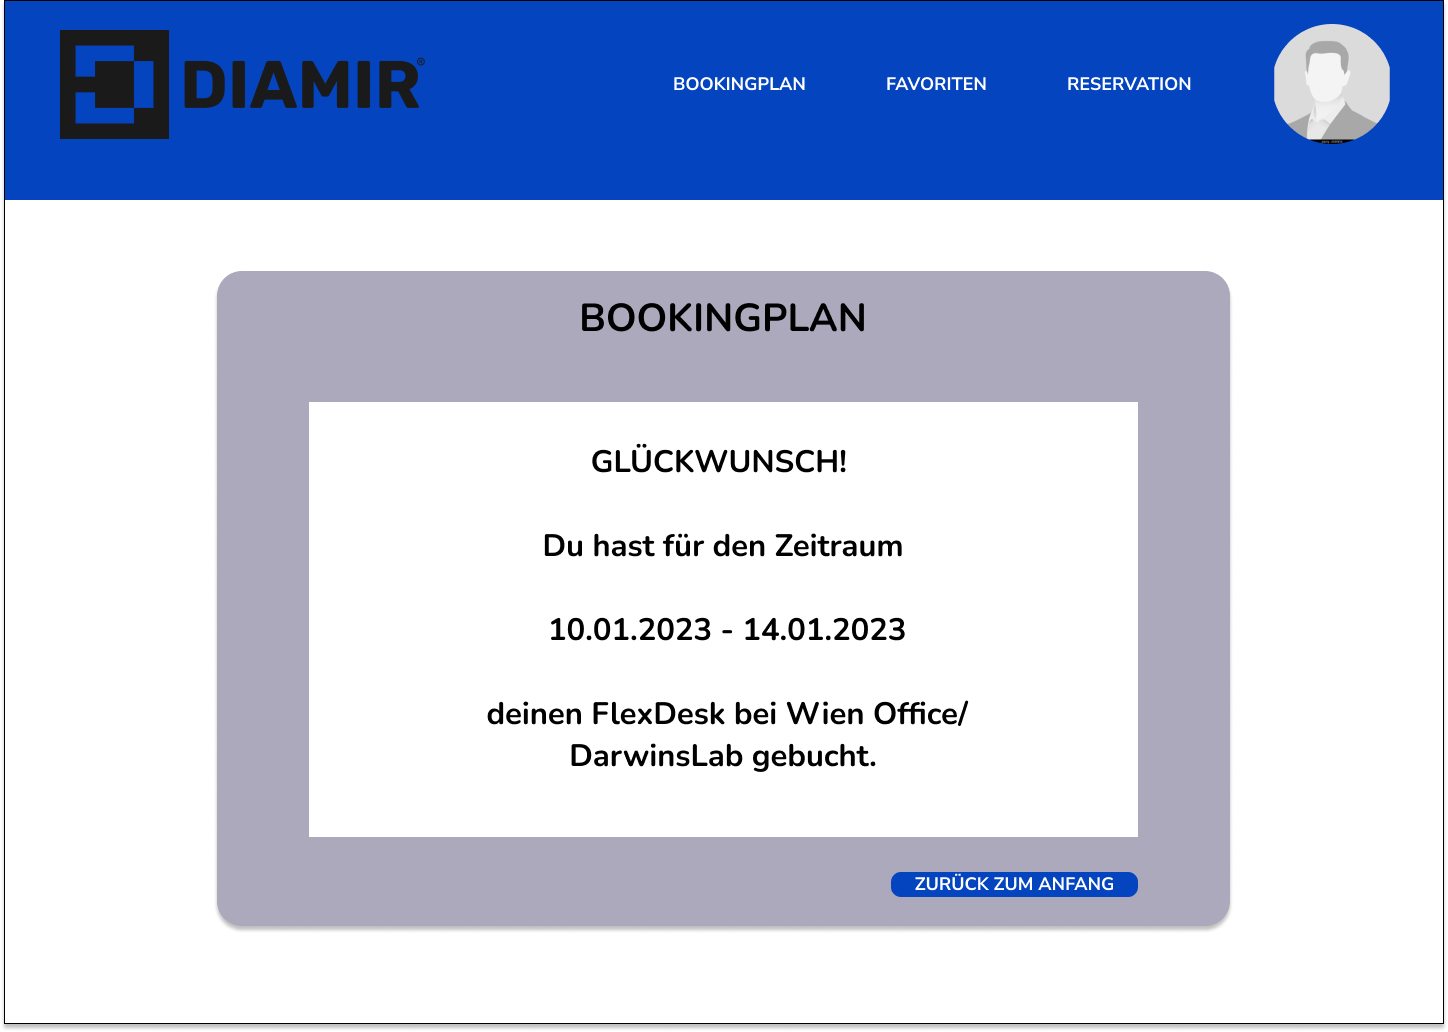 DIAMIR®
BOOKINGPLAN
FAVORITEN
RESERVATION
BOOKINGPLAN
GLÜCKWUNSCH!
Du hast für den Zeitraum
10.01.2023 - 14.01.2023
deinen FlexDesk bei Wien Office/
DarwinsLab gebucht.
ZURÜCK ZUM ANFANG